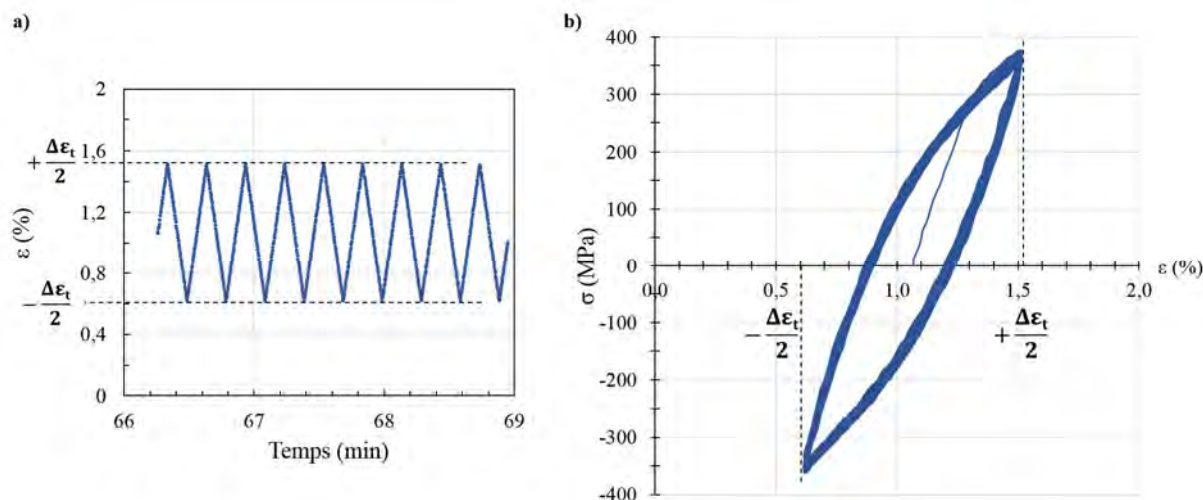 a)
2
1,6
1,2
0,8
0,4
0
ε (%)
+ Δεt/2
− Δεt/2
66 67 68 69
Temps (min)
b)
400
300
200
100
0
-100
-200
-300
-400
σ (MPa)
0,0 0,5 1,0 1,5 2,0
ε (%)
− Δεt/2
+ Δεt/2